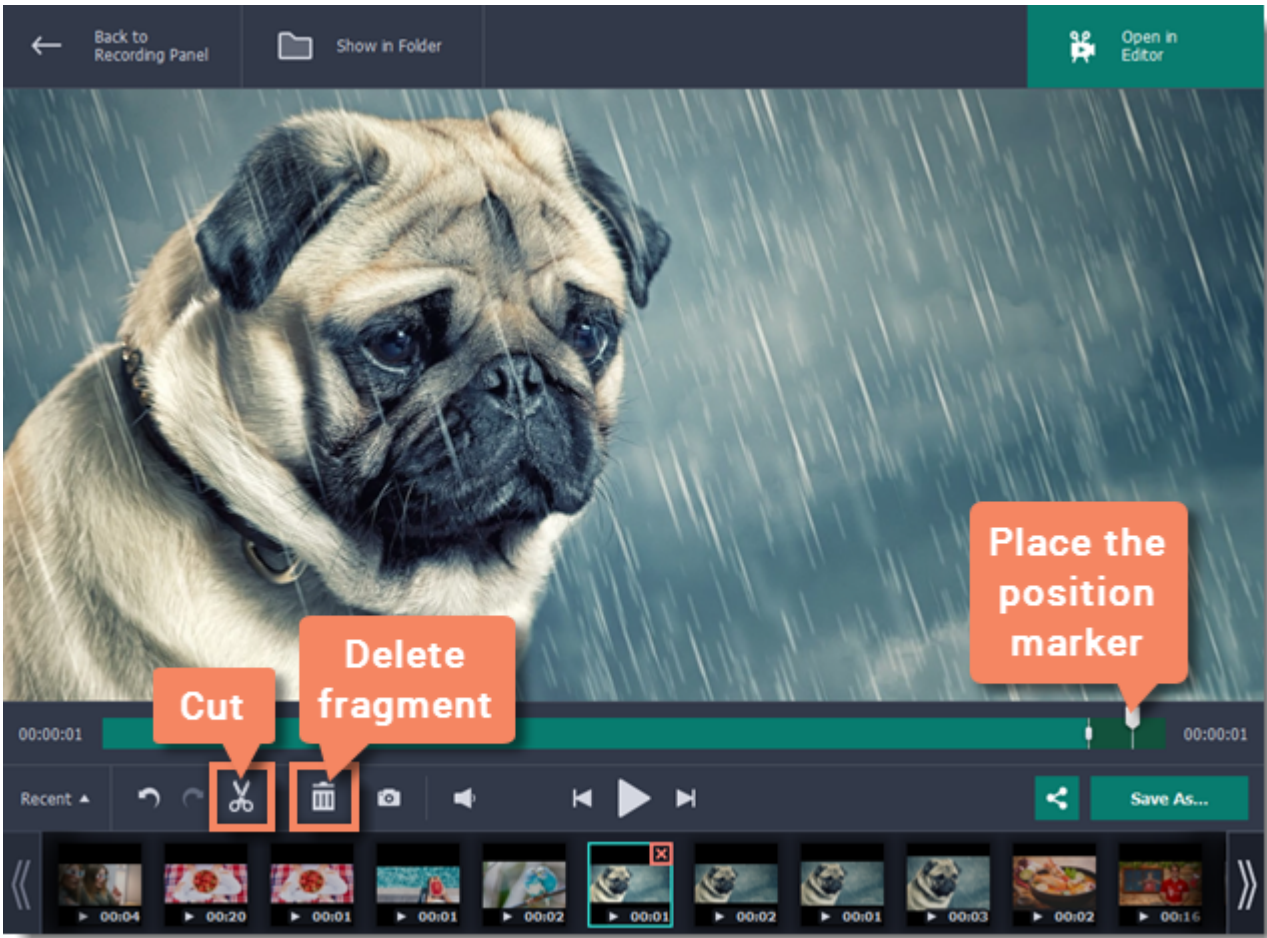 Back to
Recording Panel
Show in Folder
Open in
Editor
Place the
position
marker
Delete
fragment
Cut
00:00:01
00:00:01
Recent
Save As...
00:04
00:20
00:01
00:01
00:02
00:01
00:02
00:01
00:03
00:02
00:16